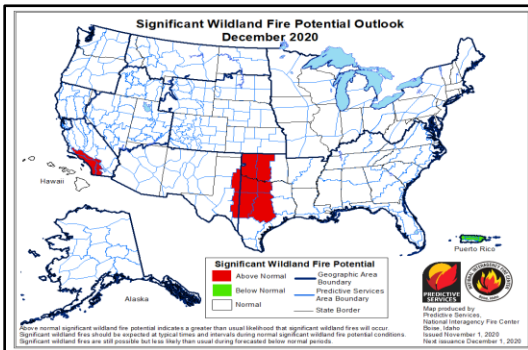 Significant Wildland Fire Potential Outlook
December 2020
Hawaii
Alaska
Puerto Rico
Significant Wildland Fire Potential
Above Normal
Below Normal
Normal
Geographic Area
Boundary
Predictive Services
Area Boundary
State Border
PREDICTIVE
SERVICES
Map produced by
Predictive Services,
National Interagency Fire Center
Boise, Idaho
Issued November 1, 2020
Next issuance December 1, 2020
Above normal significant wildland fire potential indicates a greater than usual likelihood that significant wildland fires will occur.
Significant wildland fires should be expected at typical times and intervals during normal significant wildland fire potential conditions.
Significant wildland fires are still possible but less likely than usual during forecasted below normal periods.